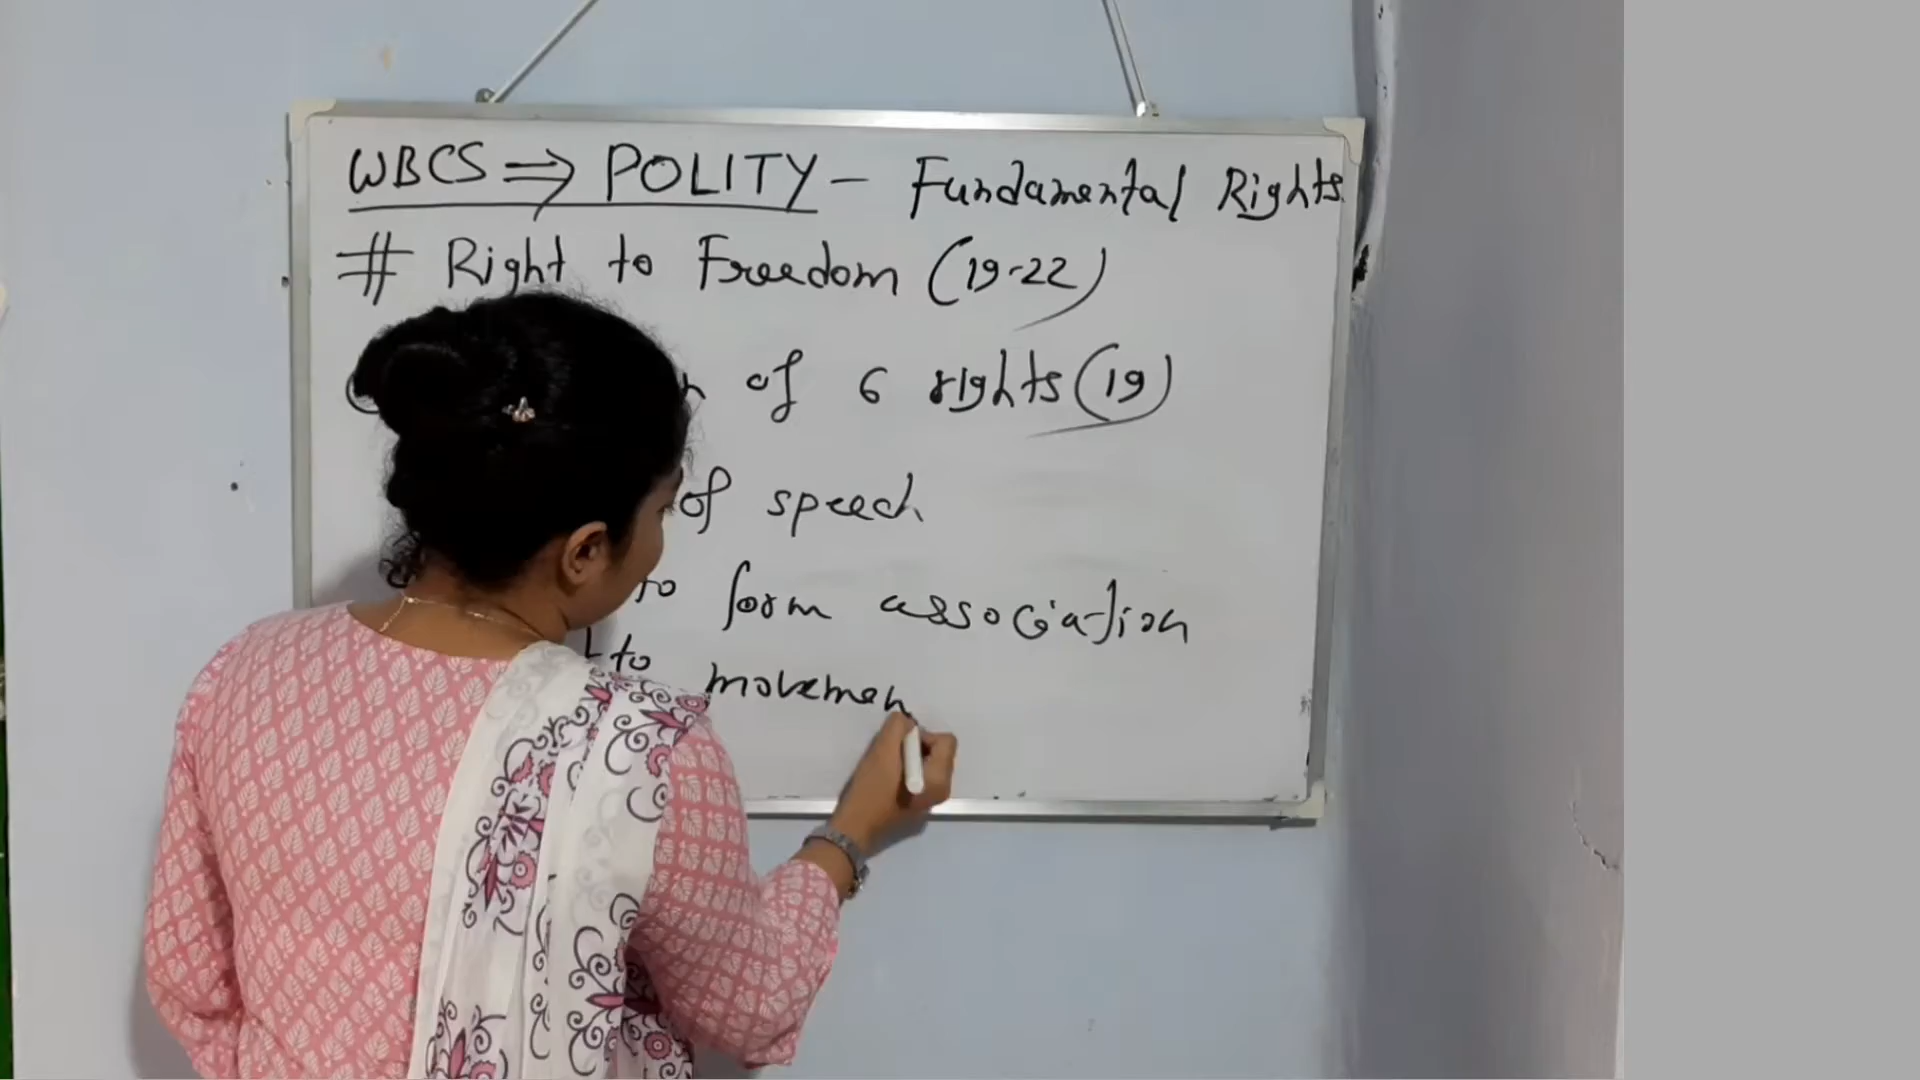 WBCS ⇒ POLITY - Fundamental Rights
# Right to Freedom (19-22)
of 6 rights (19)
of speech
to form association
to movemen